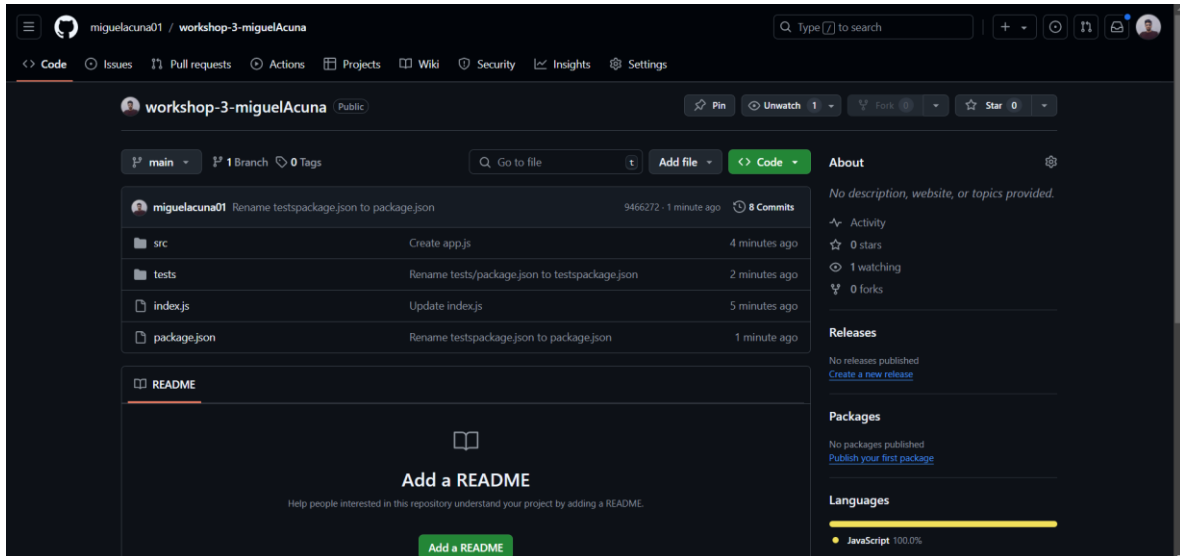 miguelacuna01 / workshop-3-miguelAcuna
Type / to search
Code Issues Pull requests Actions Projects Wiki Security Insights Settings
workshop-3-miguelAcuna Public
Pin Unwatch 1 Fork 0 Star 0
main 1 Branch 0 Tags Go to file t Add file Code
miguelacuna01 Rename testspackage.json to package.json 9466272 · 1 minute ago 8 Commits
src Create app.js 4 minutes ago
tests Rename tests/package.json to testspackage.json 2 minutes ago
index.js Update index.js 5 minutes ago
package.json Rename testspackage.json to package.json 1 minute ago
README
Add a README
Help people interested in this repository understand your project by adding a README.
Add a README
About
No description, website, or topics provided.
Activity
0 stars
1 watching
0 forks
Releases
No releases published
Create a new release
Packages
No packages published
Publish your first package
Languages
JavaScript 100.0%